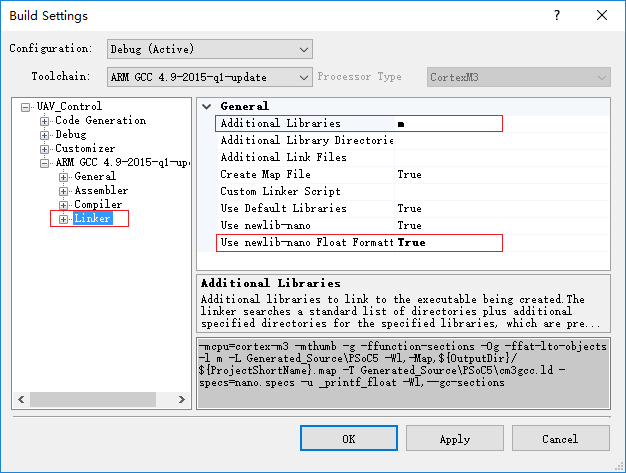 Build Settings
? ×
Configuration: Debug (Active)
Toolchain: ARM GCC 4.9-2015-q1-update Processor Type CortexM3
UAV_Control
Code Generation
Debug
Customizer
ARM GCC 4.9-2015-q1-upd
General
Assembler
Compiler
Linker
General
Additional Libraries m
Additional Library Directorie
Additional Link Files
Create Map File True
Custom Linker Script
Use Default Libraries True
Use newlib-nano True
Use newlib-nano Float Formatt True
Additional Libraries
Additional libraries to link to the executable being created.The
linker searches a standard list of directories plus additional
specified directories for the specified libraries, which are pre...
-mcpu=cortex-m3 -mthumb -g -ffunction-sections -Og -ffat-lto-objects
-l m -L Generated_Source\PSoC5 -Wl,-Map,${OutputDir}/
${ProjectShortName}.map -T Generated_Source\PSoC5\cm3gcc.ld -
specs=nano.specs -u _printf_float -Wl,--gc-sections
OK Apply Cancel